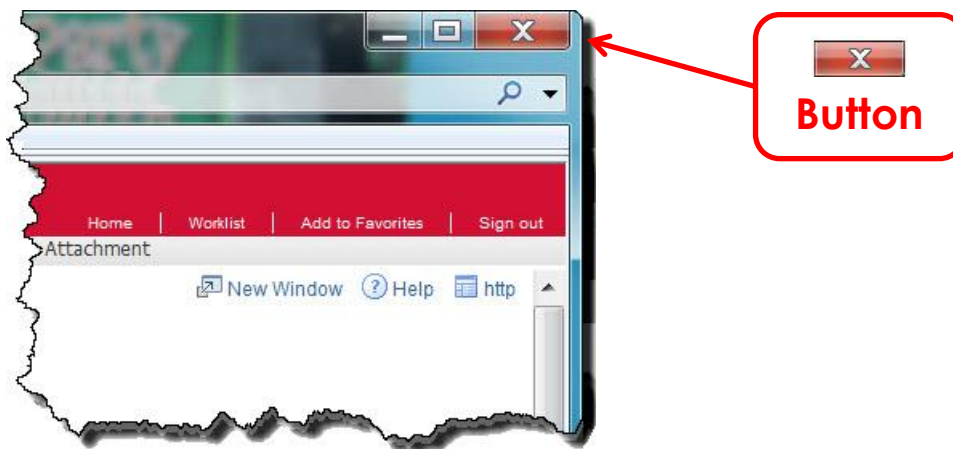 X
X
Button
Home | Worklist | Add to Favorites | Sign out
Attachment
New Window ? Help http